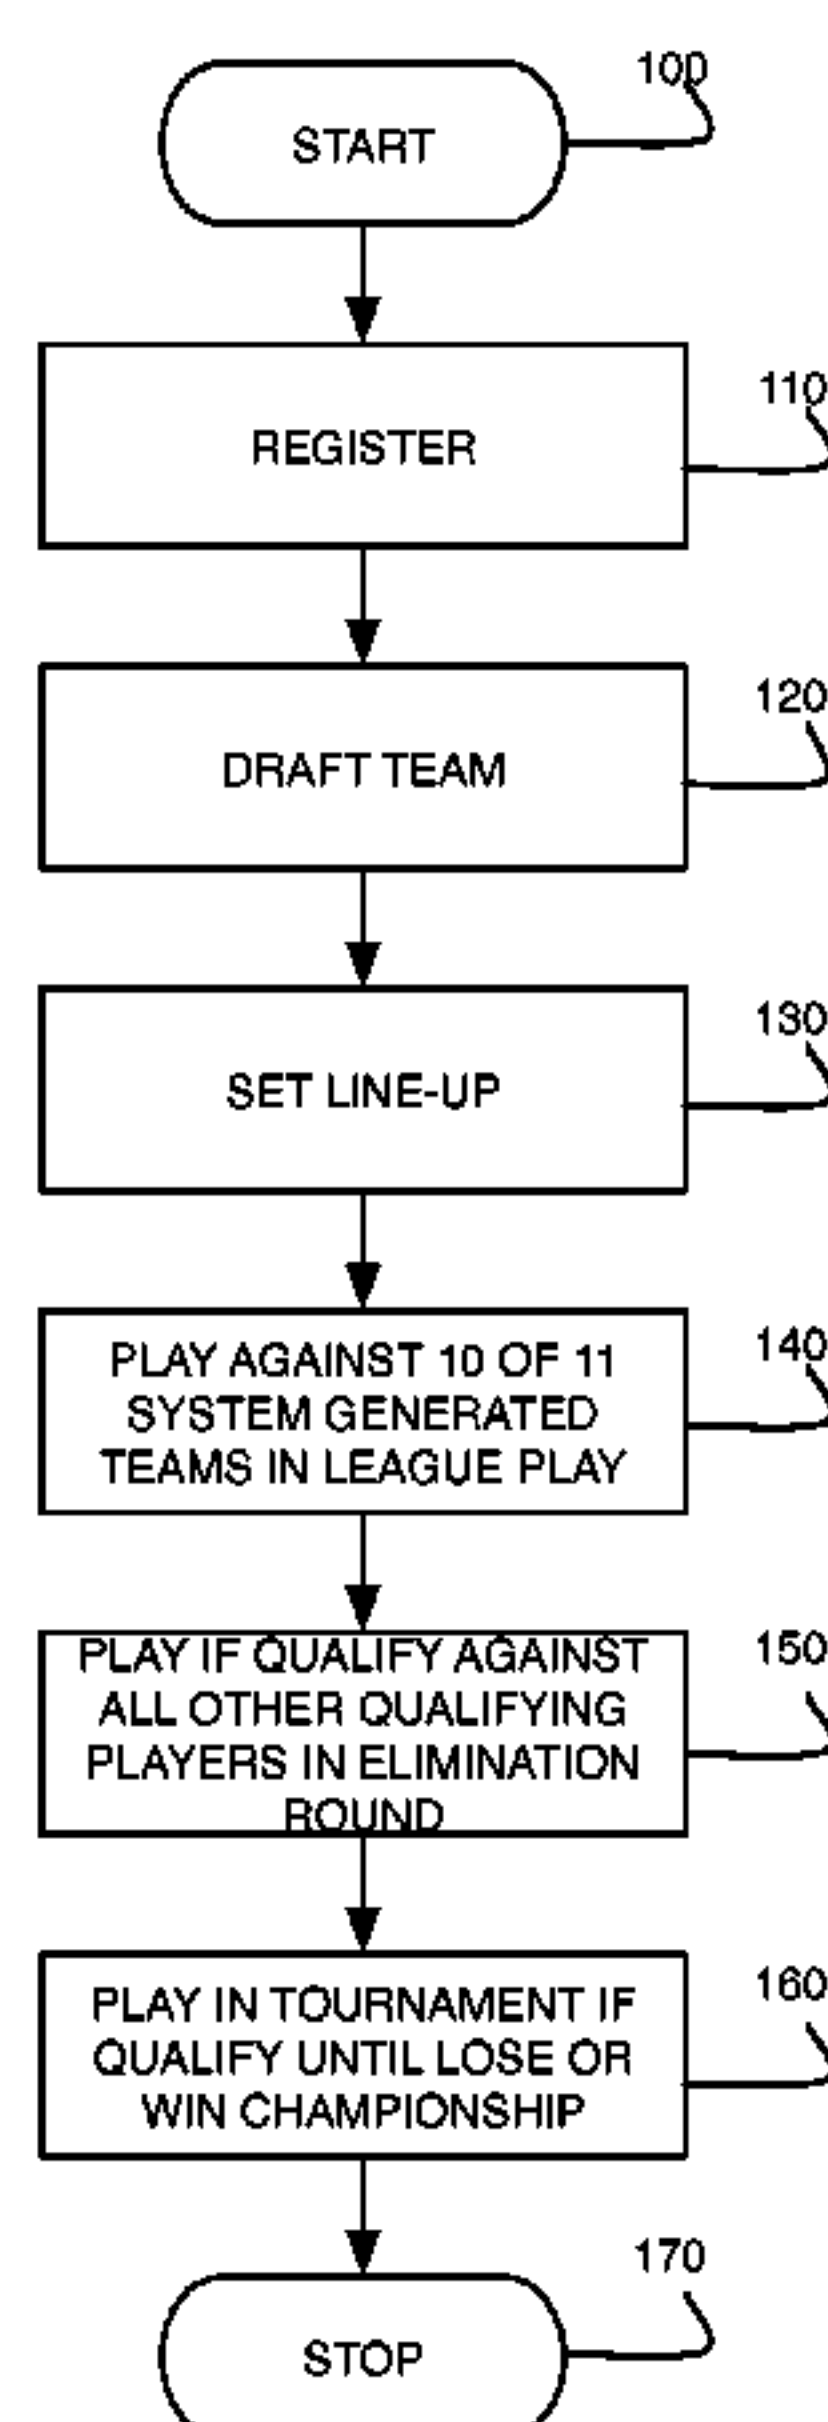 100
START
110
REGISTER
120
DRAFT TEAM
130
SET LINE-UP
140
PLAY AGAINST 10 OF 11
SYSTEM GENERATED
TEAMS IN LEAGUE PLAY
150
PLAY IF QUALIFY AGAINST
ALL OTHER QUALIFYING
PLAYERS IN ELIMINATION
ROUND
160
PLAY IN TOURNAMENT IF
QUALIFY UNTIL LOSE OR
WIN CHAMPIONSHIP
170
STOP